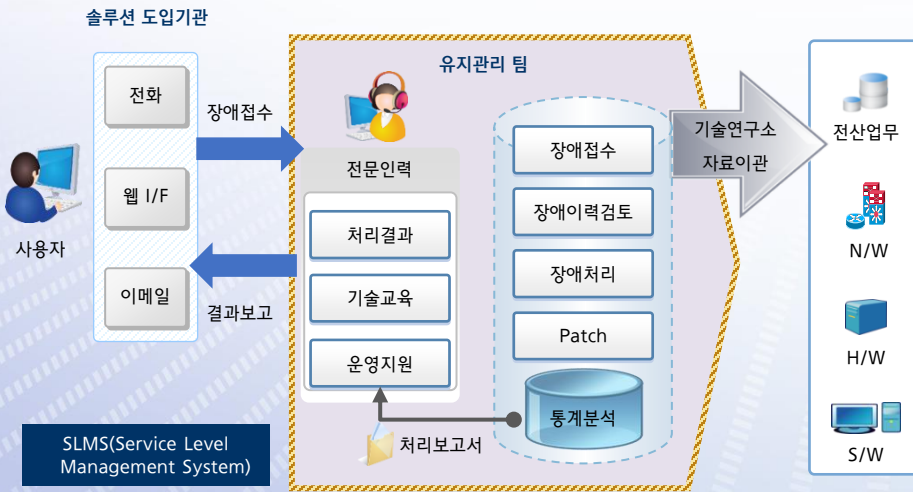 솔루션 도입기관
사용자
전화
웹 I/F
이메일
장애접수
결과보고
유지관리 팀
전문인력
처리결과
기술교육
운영지원
장애접수
장애이력검토
장애처리
Patch
통계분석
처리보고서
기술연구소
자료이관
전산업무
N/W
H/W
S/W
SLMS(Service Level
Management System)